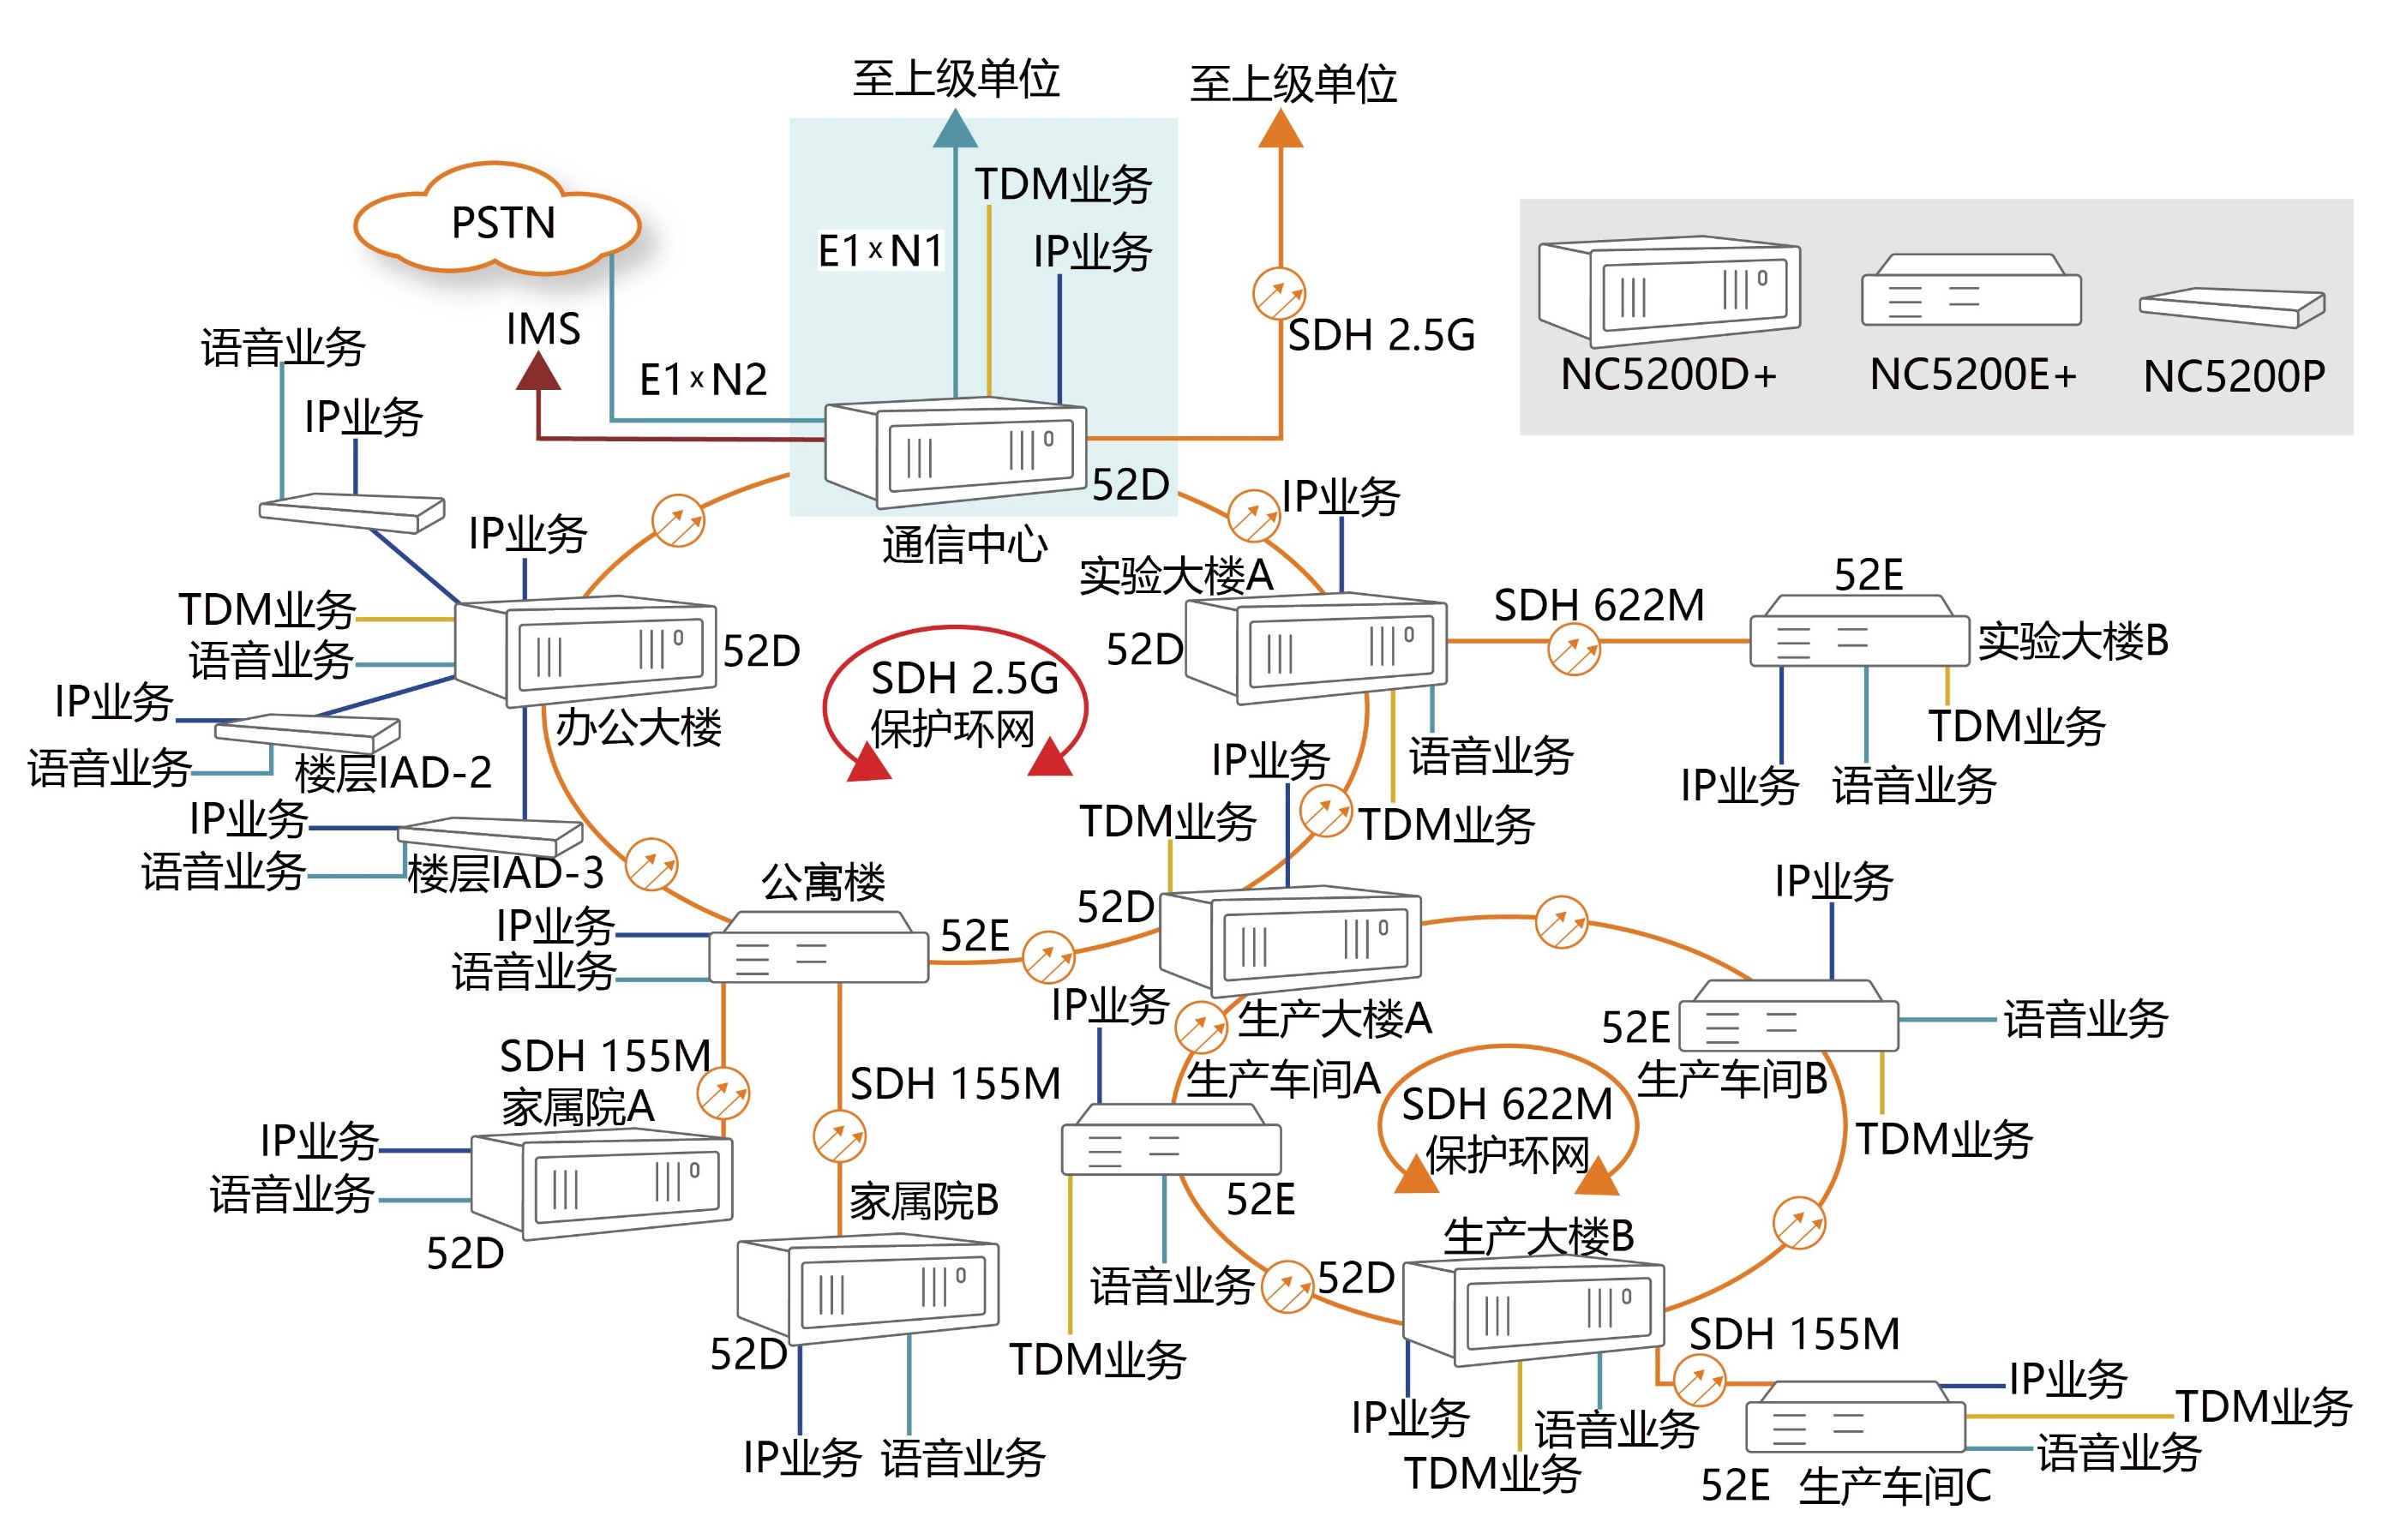 至上级单位
至上级单位
TDM业务
PSTN
E1×N1
IP业务
IMS
SDH 2.5G
语音业务
E1×N2
NC5200D+
NC5200E+
NC5200P
IP业务
52D
IP业务
IP业务
通信中心
实验大楼A
52E
TDM业务
SDH 622M
语音业务
52D
SDH 2.5G
保护环网
52D
实验大楼B
IP业务
办公大楼
TDM业务
语音业务
楼层IAD-2
IP业务
语音业务
IP业务
语音业务
IP业务
TDM业务
TDM业务
语音业务
楼层IAD-3
公寓楼
IP业务
IP业务
52E
52D
语音业务
IP业务
生产大楼A
52E
语音业务
SDH 155M
家属院A
SDH 155M
生产车间A
SDH 622M
保护环网
生产车间B
IP业务
TDM业务
语音业务
家属院B
52E
52D
生产大楼B
语音业务
52D
52D
TDM业务
SDH 155M
IP业务
语音业务
IP业务
TDM业务
IP业务
语音业务
TDM业务
语音业务
52E
生产车间C